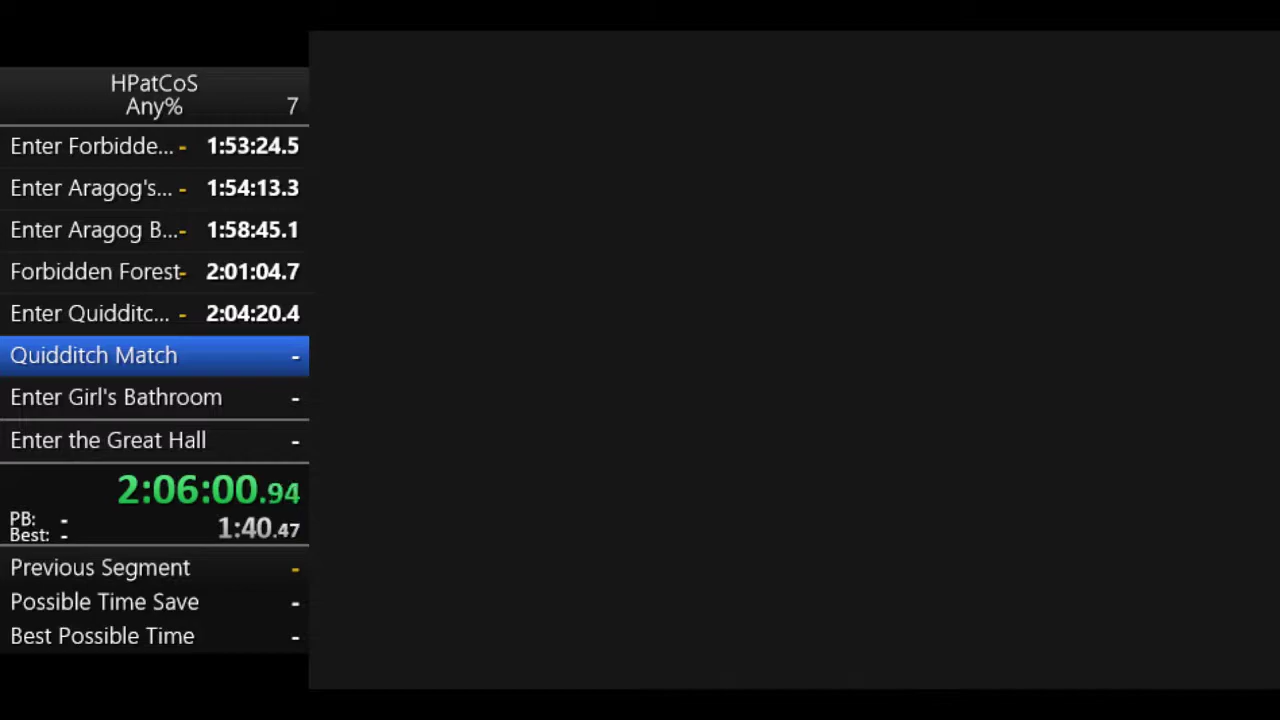 HPatCoS
Any% 7
Enter Forbidde... - 1:53:24.5
Enter Aragog's... - 1:54:13.3
Enter Aragog B...- 1:58:45.1
Forbidden Forest- 2:01:04.7
Enter Quidditc... - 2:04:20.4
Quidditch Match -
Enter Girl's Bathroom -
Enter the Great Hall -
2:06:00.94
PB: - 1:40.47
Best: -
Previous Segment -
Possible Time Save -
Best Possible Time -